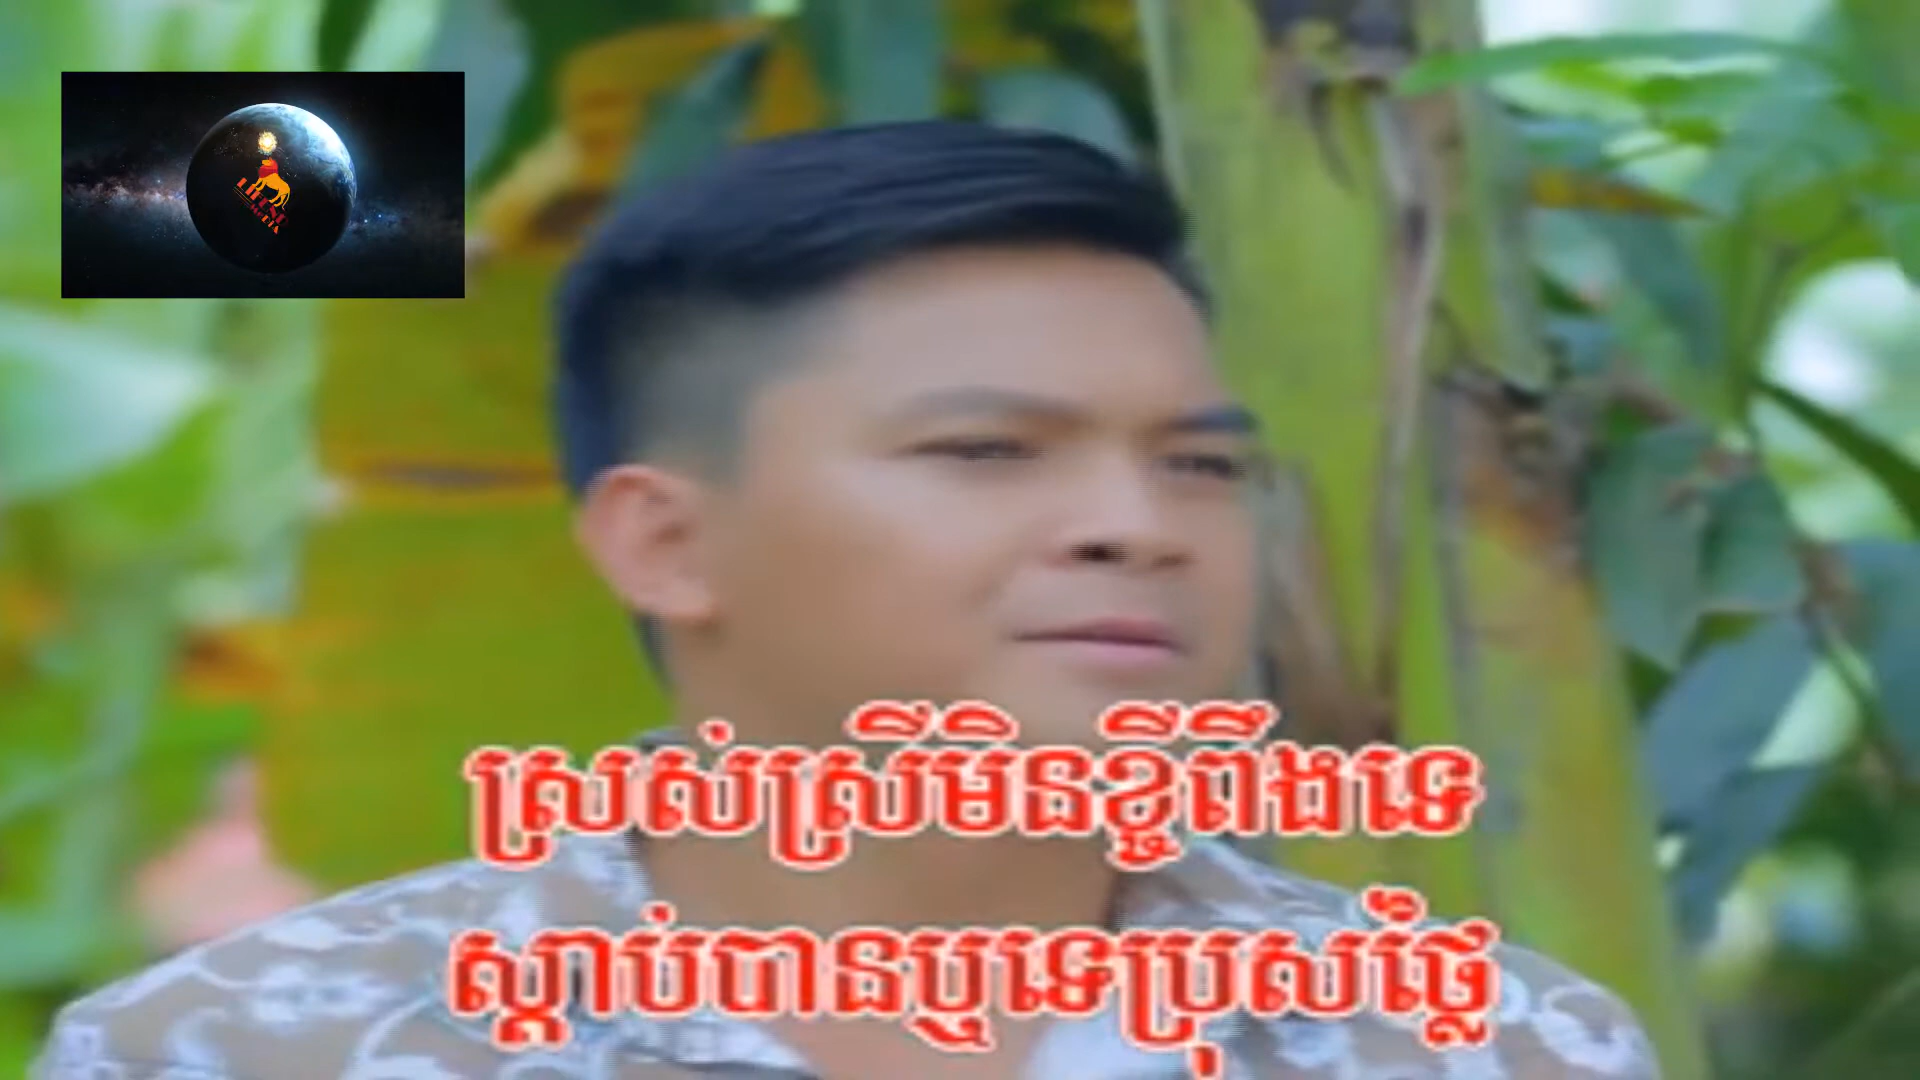 ស្រស់ស្រីមិនខ្ចីពឹងទេ
ស្តាប់បានឬទេប្រុសថ្លៃ